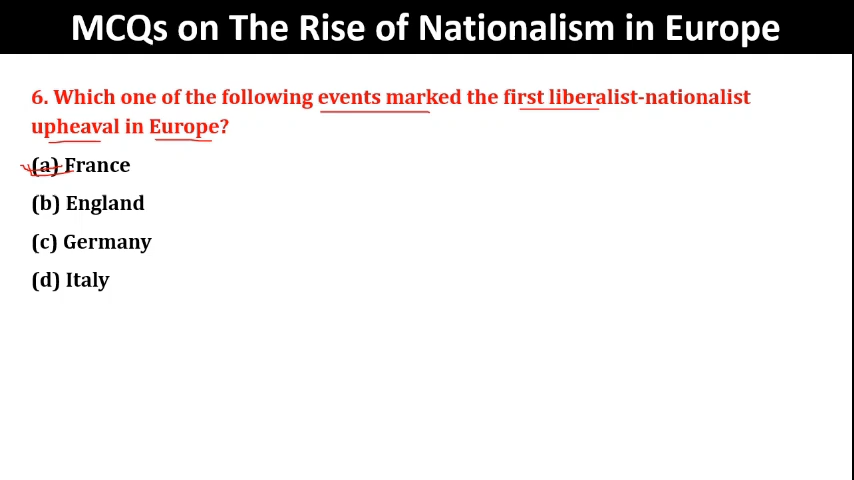 MCQs on The Rise of Nationalism in Europe
6. Which one of the following events marked the first liberalist-nationalist
upheaval in Europe?
(a) France
(b) England
(c) Germany
(d) Italy